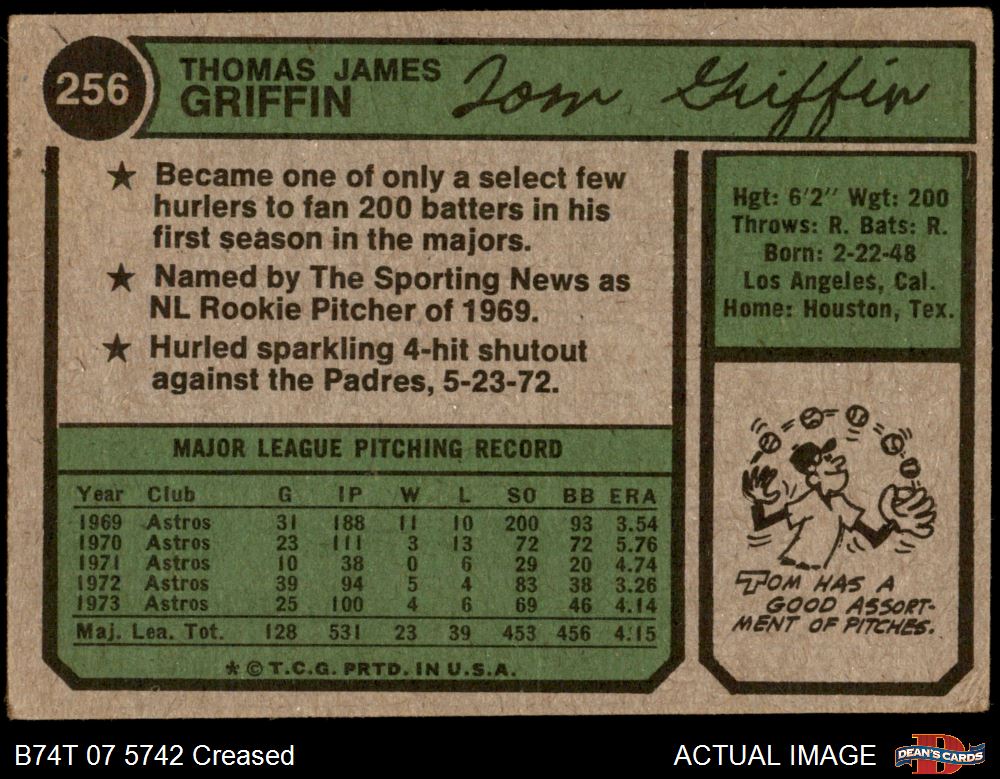 256
THOMAS JAMES
GRIFFIN
Tom Griffin
★ Became one of only a select few
hurlers to fan 200 batters in his
first season in the majors.
★ Named by The Sporting News as
NL Rookie Pitcher of 1969.
★ Hurled sparkling 4-hit shutout
against the Padres, 5-23-72.
Hgt: 6'2" Wgt: 200
Throws: R. Bats: R.
Born: 2-22-48
Los Angeles, Cal.
Home: Houston, Tex.
MAJOR LEAGUE PITCHING RECORD
Year Club G IP W L SO BB ERA
1969 Astros 31 188 11 10 200 93 3.54
1970 Astros 23 111 3 13 72 72 5.76
1971 Astros 10 38 0 6 29 20 4.74
1972 Astros 39 94 5 4 83 38 3.26
1973 Astros 25 100 4 6 69 46 4.14
Maj. Lea. Tot. 128 531 23 39 453 456 4.15
* © T.C.G. PRTD. IN U.S.A.
TOM HAS A
GOOD ASSORT-
MENT OF PITCHES.
B74T 07 5742 Creased
ACTUAL IMAGE
DEAN'S CARDS